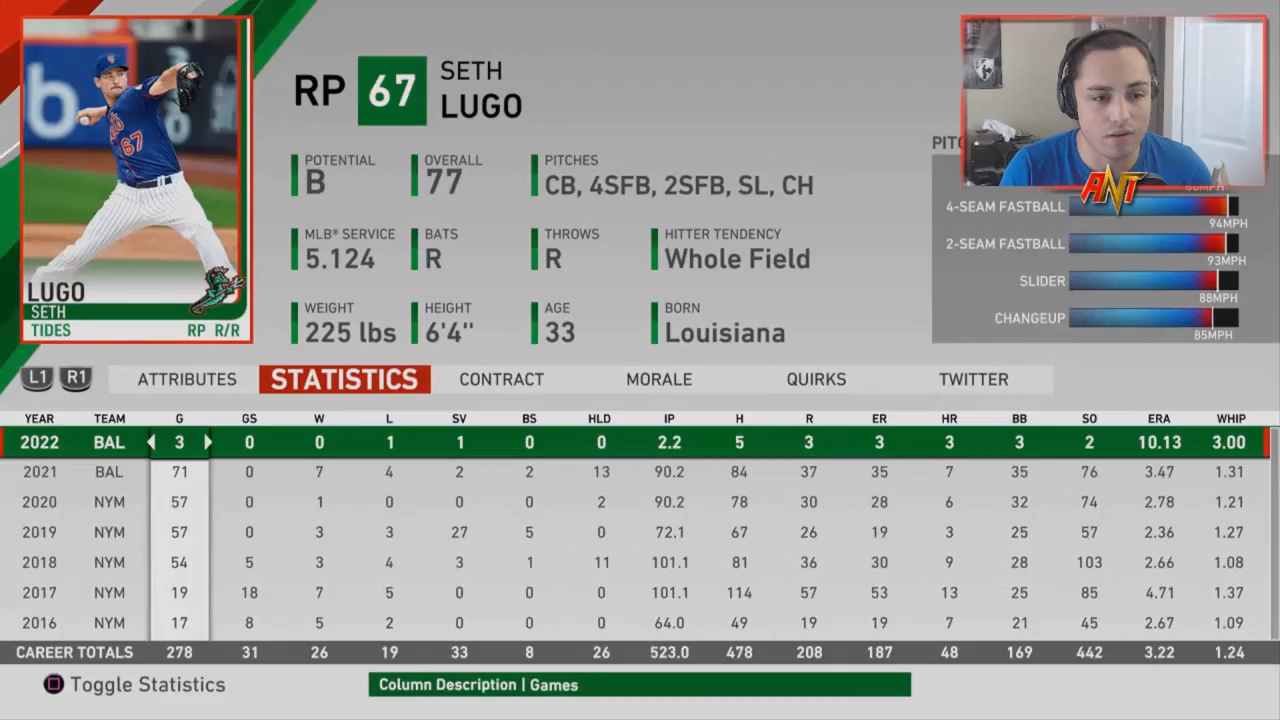 RP 67 SETH LUGO
POTENTIAL OVERALL PITCHES
B 77 CB, 4SFB, 2SFB, SL, CH
MLB® SERVICE BATS THROWS HITTER TENDENCY
5.124 R R Whole Field
WEIGHT HEIGHT AGE BORN
225 lbs 6'4" 33 Louisiana
b
Mets
67
LUGO
SETH
TIDES RP R/R
PITC
ANT
4-SEAM FASTBALL
94MPH
2-SEAM FASTBALL
93MPH
SLIDER
88MPH
CHANGEUP
85MPH
L1 R1 ATTRIBUTES STATISTICS CONTRACT MORALE QUIRKS TWITTER
YEAR TEAM G GS W L SV BS HLD IP H R ER HR BB SO ERA WHIP
2022 BAL 3 0 0 1 1 0 0 2.2 5 3 3 3 3 2 10.13 3.00
2021 BAL 71 0 7 4 2 2 13 90.2 84 37 35 7 35 76 3.47 1.31
2020 NYM 57 0 1 0 0 0 2 90.2 78 30 28 6 32 74 2.78 1.21
2019 NYM 57 0 3 3 27 5 0 72.1 67 26 19 3 25 57 2.36 1.27
2018 NYM 54 5 3 4 3 1 11 101.1 81 36 30 9 28 103 2.66 1.08
2017 NYM 19 18 7 5 0 0 0 101.1 114 57 53 13 25 85 4.71 1.37
2016 NYM 17 8 5 2 0 0 0 64.0 49 19 19 7 21 45 2.67 1.09
CAREER TOTALS 278 31 26 19 33 8 26 523.0 478 208 187 48 169 442 3.22 1.24
Toggle Statistics
Column Description | Games